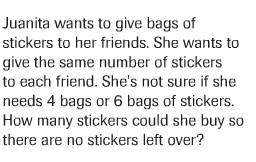 Juanita wants to give bags of
stickers to her friends. She wants to
give the same number of stickers
to each friend. She's not sure if she
needs 4 bags or 6 bags of stickers.
How many stickers could she buy so
there are no stickers left over?